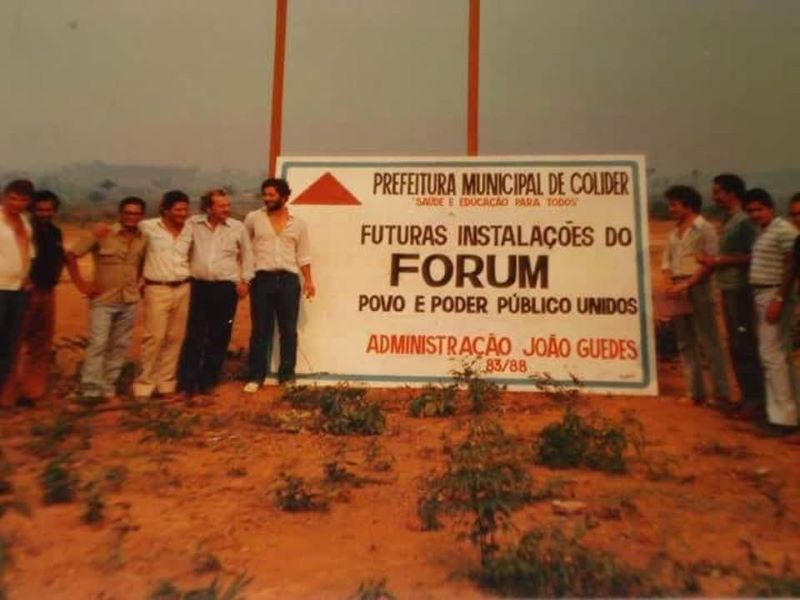 PREFEITURA MUNICIPAL DE COLIDER
"SAÚDE E EDUCAÇÃO PARA TODOS"
FUTURAS INSTALAÇÕES DO
FORUM
POVO E PODER PÚBLICO UNIDOS
ADMINISTRAÇÃO JOÃO GUEDES
83/88